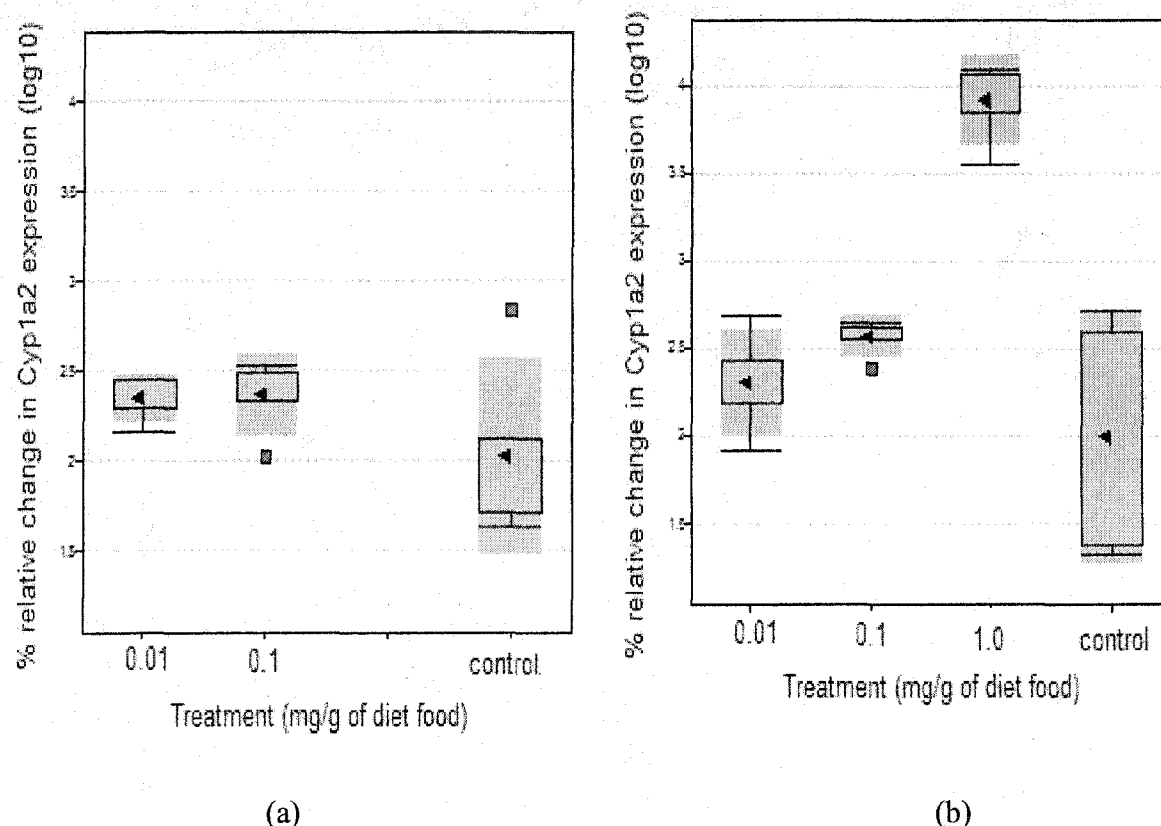 % relative change in Cyp1a2 expression (log10)
4
3.5
3
2.5
2
1.5
0.01
0.1
control
Treatment (mg/g of diet food)
(a)
% relative change in Cyp1a2 expression (log10)
4
3.5
3
2.5
2
1.5
0.01
0.1
1.0
control
Treatment (mg/g of diet food)
(b)